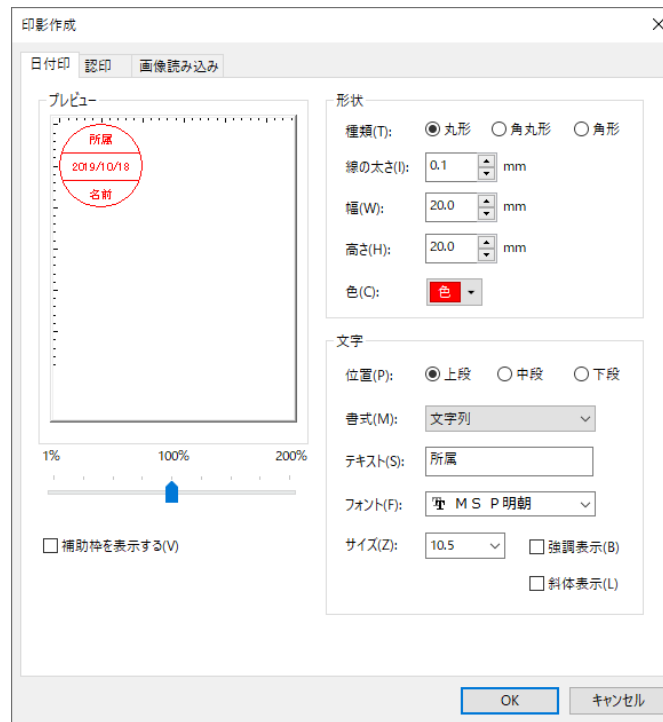 印影作成
日付印 認印 画像読み込み
プレビュー
所属
2019/10/18
名前
1% 100% 200%
補助枠を表示する(V)
形状
種類(T): 丸形 角丸形 角形
線の太さ(I): 0.1 mm
幅(W): 20.0 mm
高さ(H): 20.0 mm
色(C): 色
文字
位置(P): 上段 中段 下段
書式(M): 文字列
テキスト(S): 所属
フォント(F): ＭＳ Ｐ明朝
サイズ(Z): 10.5 強調表示(B)
斜体表示(L)
OK キャンセル